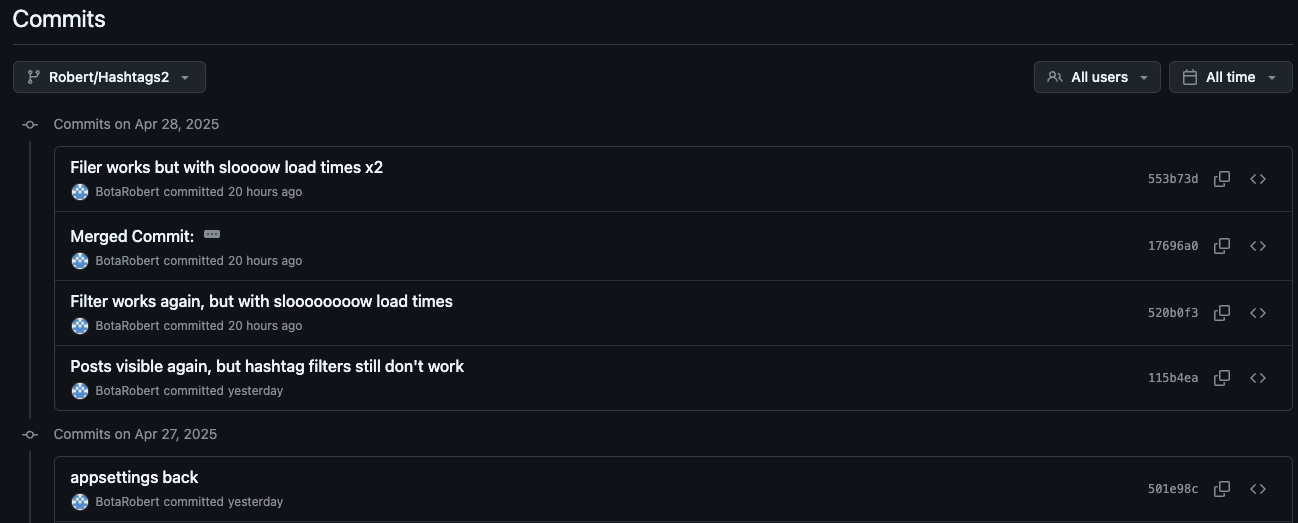 Commits
Robert/Hashtags2
All users
All time
Commits on Apr 28, 2025
Filer works but with sloooow load times x2
BotaRobert committed 20 hours ago
553b73d
Merged Commit:
BotaRobert committed 20 hours ago
17696a0
Filter works again, but with slooooooooow load times
BotaRobert committed 20 hours ago
520b0f3
Posts visible again, but hashtag filters still don't work
BotaRobert committed yesterday
115b4ea
Commits on Apr 27, 2025
appsettings back
BotaRobert committed yesterday
501e98c